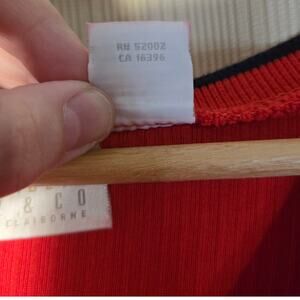 RN 52002
CA 16396
& CO
CLAIBORNE